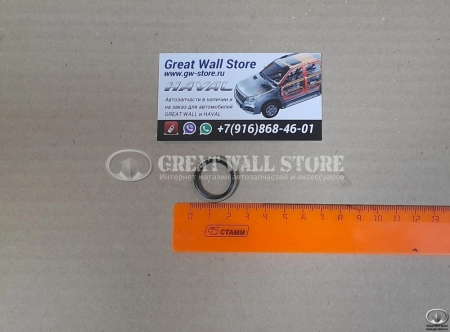 Great Wall Store
www.gw-store.ru
HAVAL
Автозапчасти в наличии и
на заказ для автомобилей
GREAT WALL и HAVAL
+7(916)868-46-01
GREAT WALL STORE
Интернет магазин автозапчастей и аксессуаров
0 1 2 3 4 5 6 7 8 9 10 11 12 13
СТАММ